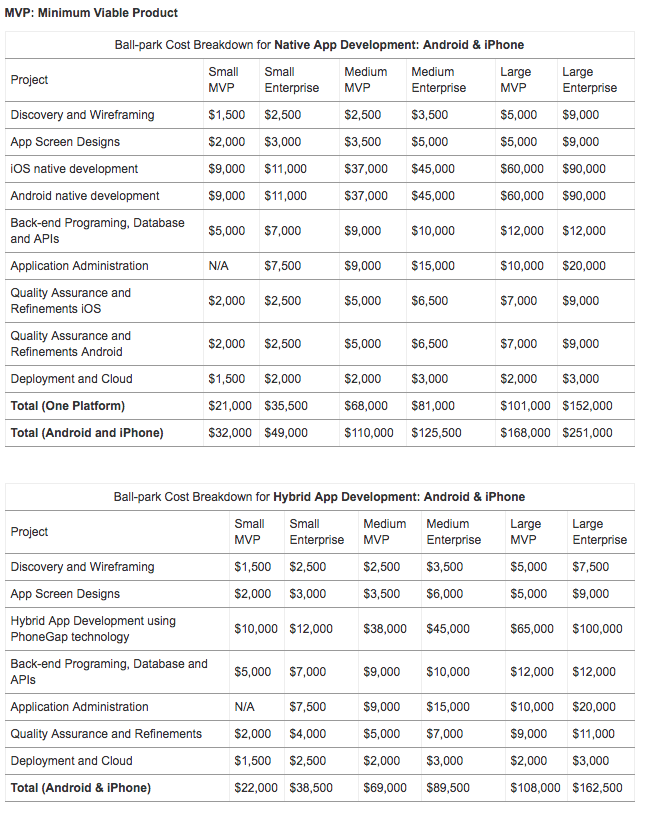 MVP: Minimum Viable Product
Ball-park Cost Breakdown for Native App Development: Android & iPhone
Project Small MVP Small Enterprise Medium MVP Medium Enterprise Large MVP Large Enterprise
Discovery and Wireframing $1,500 $2,500 $2,500 $3,500 $5,000 $9,000
App Screen Designs $2,000 $3,000 $3,500 $5,000 $5,000 $9,000
iOS native development $9,000 $11,000 $37,000 $45,000 $60,000 $90,000
Android native development $9,000 $11,000 $37,000 $45,000 $60,000 $90,000
Back-end Programing, Database and APIs $5,000 $7,000 $9,000 $10,000 $12,000 $12,000
Application Administration N/A $7,500 $9,000 $15,000 $10,000 $20,000
Quality Assurance and Refinements iOS $2,000 $2,500 $5,000 $6,500 $7,000 $9,000
Quality Assurance and Refinements Android $2,000 $2,500 $5,000 $6,500 $7,000 $9,000
Deployment and Cloud $1,500 $2,000 $2,000 $3,000 $2,000 $3,000
Total (One Platform) $21,000 $35,500 $68,000 $81,000 $101,000 $152,000
Total (Android and iPhone) $32,000 $49,000 $110,000 $125,500 $168,000 $251,000
Ball-park Cost Breakdown for Hybrid App Development: Android & iPhone
Project Small MVP Small Enterprise Medium MVP Medium Enterprise Large MVP Large Enterprise
Discovery and Wireframing $1,500 $2,500 $2,500 $3,500 $5,000 $7,500
App Screen Designs $2,000 $3,000 $3,500 $6,000 $5,000 $9,000
Hybrid App Development using PhoneGap technology $10,000 $12,000 $38,000 $45,000 $65,000 $100,000
Back-end Programing, Database and APIs $5,000 $7,000 $9,000 $10,000 $12,000 $12,000
Application Administration N/A $7,500 $9,000 $15,000 $10,000 $20,000
Quality Assurance and Refinements $2,000 $4,000 $5,000 $7,000 $9,000 $11,000
Deployment and Cloud $1,500 $2,500 $2,000 $3,000 $2,000 $3,000
Total (Android & iPhone) $22,000 $38,500 $69,000 $89,500 $108,000 $162,500